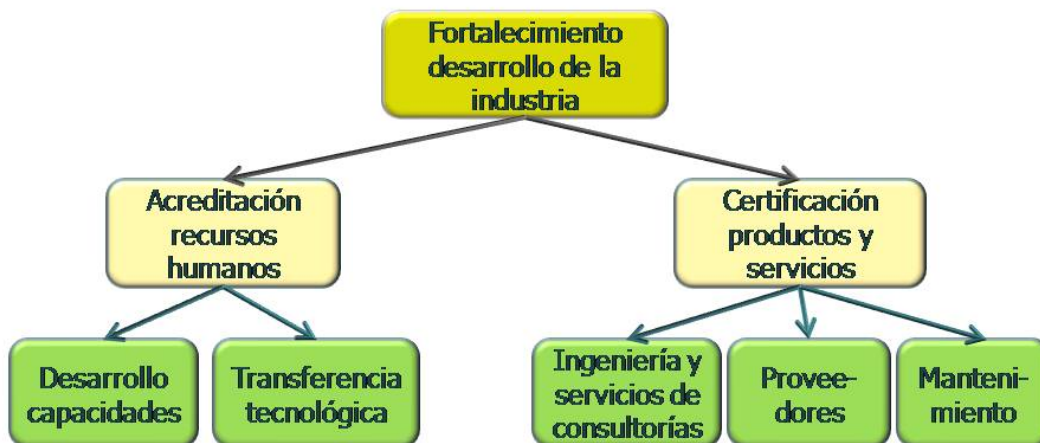 Fortalecimiento
desarrollo de la
industria
Acreditación
recursos
humanos
Certificación
productos y
servicios
Desarrollo
capacidades
Transferencia
tecnológica
Ingeniería y
servicios de
consultorías
Provee-
dores
Manteni-
miento